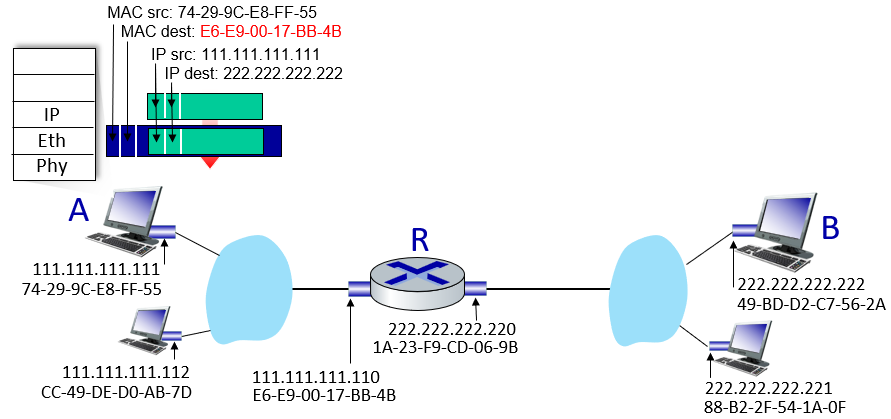 MAC src: 74-29-9C-E8-FF-55
MAC dest: E6-E9-00-17-BB-4B
IP src: 111.111.111.111
IP dest: 222.222.222.222
IP
Eth
Phy
A
R
B
111.111.111.111
74-29-9C-E8-FF-55
222.222.222.222
49-BD-D2-C7-56-2A
222.222.222.220
1A-23-F9-CD-06-9B
111.111.111.112
CC-49-DE-D0-AB-7D
111.111.111.110
E6-E9-00-17-BB-4B
222.222.222.221
88-B2-2F-54-1A-0F